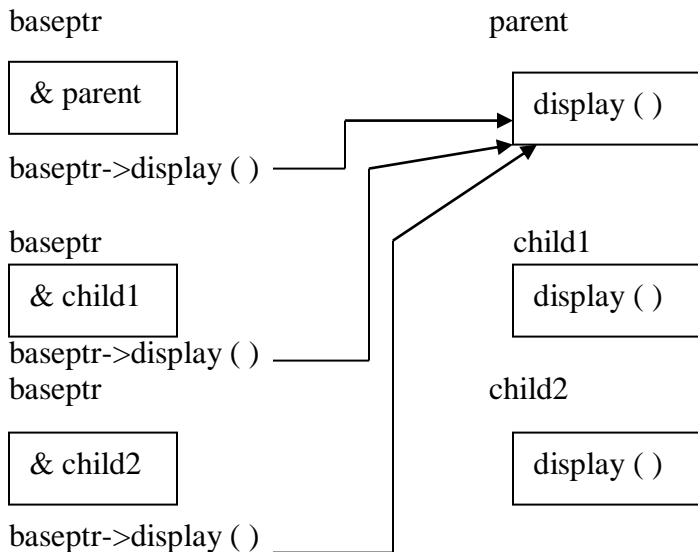 baseptr parent
& parent display ( )
baseptr->display ( )
baseptr child1
& child1 display ( )
baseptr->display ( )
baseptr child2
& child2 display ( )
baseptr->display ( )